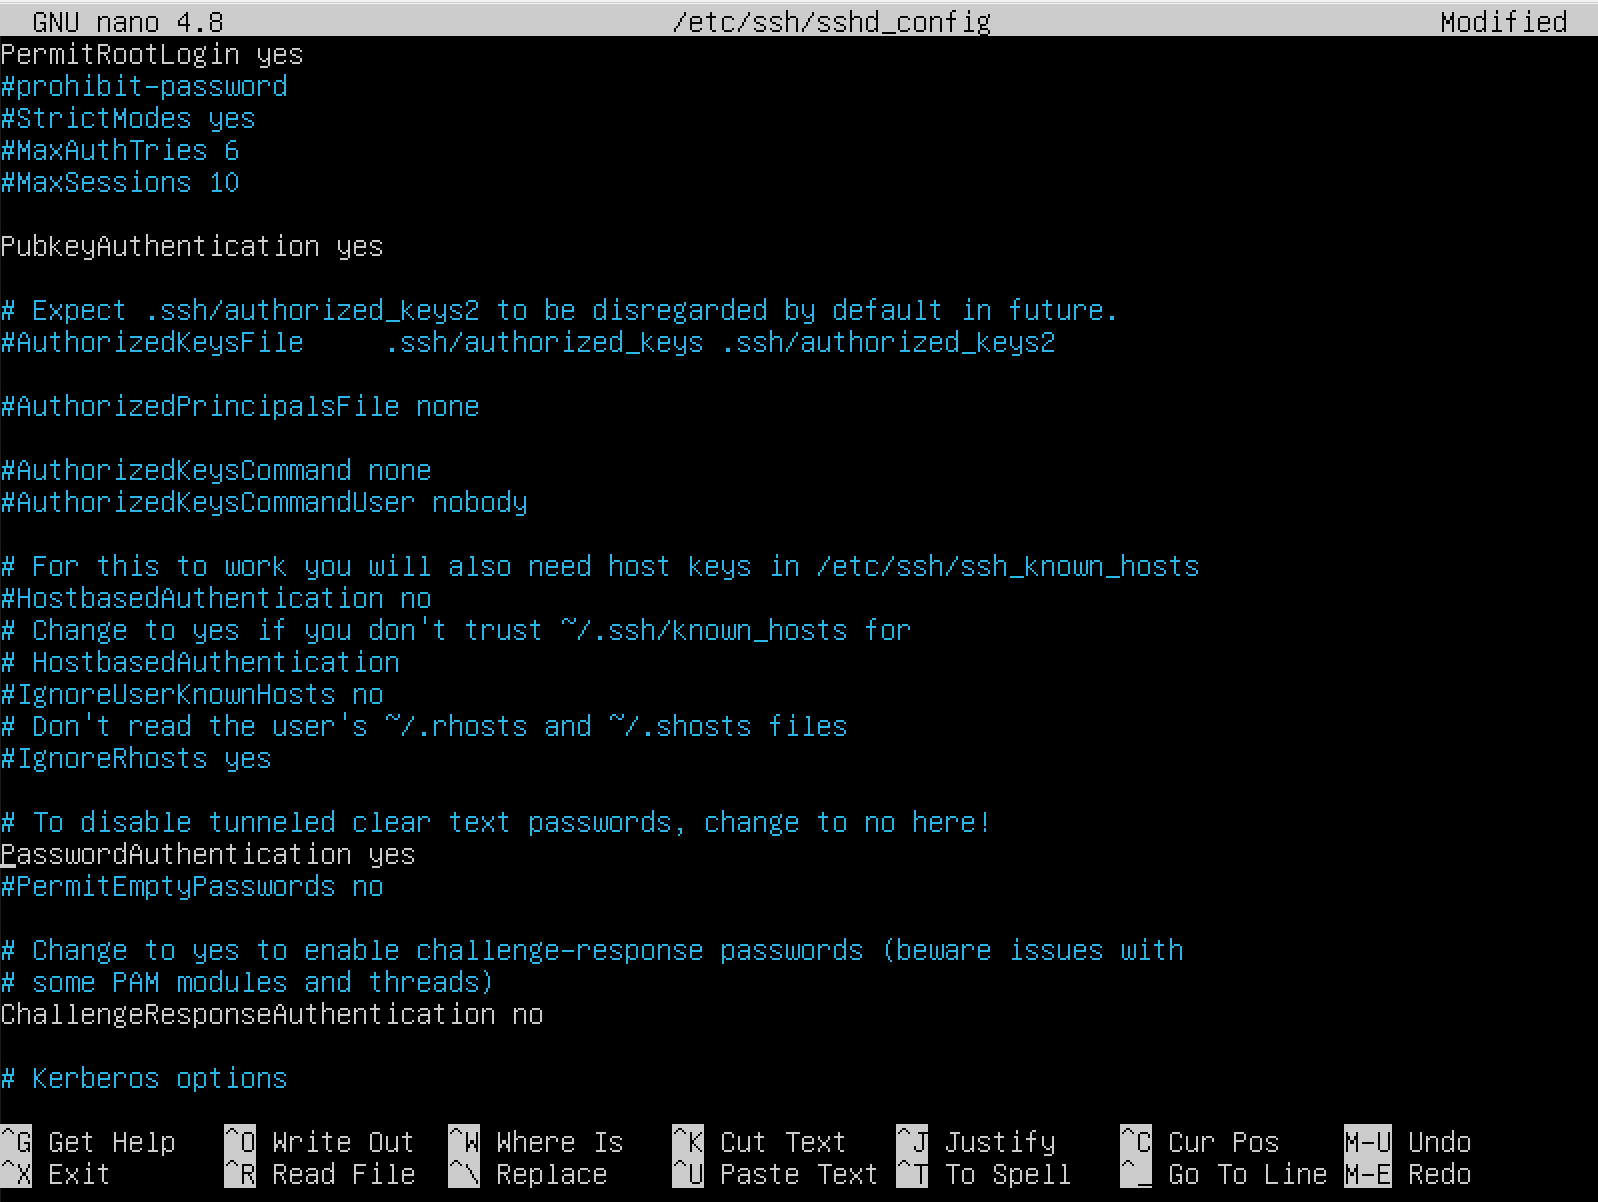 GNU nano 4.8 /etc/ssh/sshd_config Modified
PermitRootLogin yes
#prohibit-password
#StrictModes yes
#MaxAuthTries 6
#MaxSessions 10
PubkeyAuthentication yes
# Expect .ssh/authorized_keys2 to be disregarded by default in future.
#AuthorizedKeysFile     .ssh/authorized_keys .ssh/authorized_keys2
#AuthorizedPrincipalsFile none
#AuthorizedKeysCommand none
#AuthorizedKeysCommandUser nobody
# For this to work you will also need host keys in /etc/ssh/ssh_known_hosts
#HostbasedAuthentication no
# Change to yes if you don't trust ~/.ssh/known_hosts for
# HostbasedAuthentication
#IgnoreUserKnownHosts no
# Don't read the user's ~/.rhosts and ~/.shosts files
#IgnoreRhosts yes
# To disable tunneled clear text passwords, change to no here!
PasswordAuthentication yes
#PermitEmptyPasswords no
# Change to yes to enable challenge-response passwords (beware issues with
# some PAM modules and threads)
ChallengeResponseAuthentication no
# Kerberos options
^G Get Help ^O Write Out ^W Where Is ^K Cut Text ^J Justify ^C Cur Pos M-U Undo
^X Exit ^R Read File ^\ Replace ^U Paste Text ^T To Spell ^_ Go To Line M-E Redo